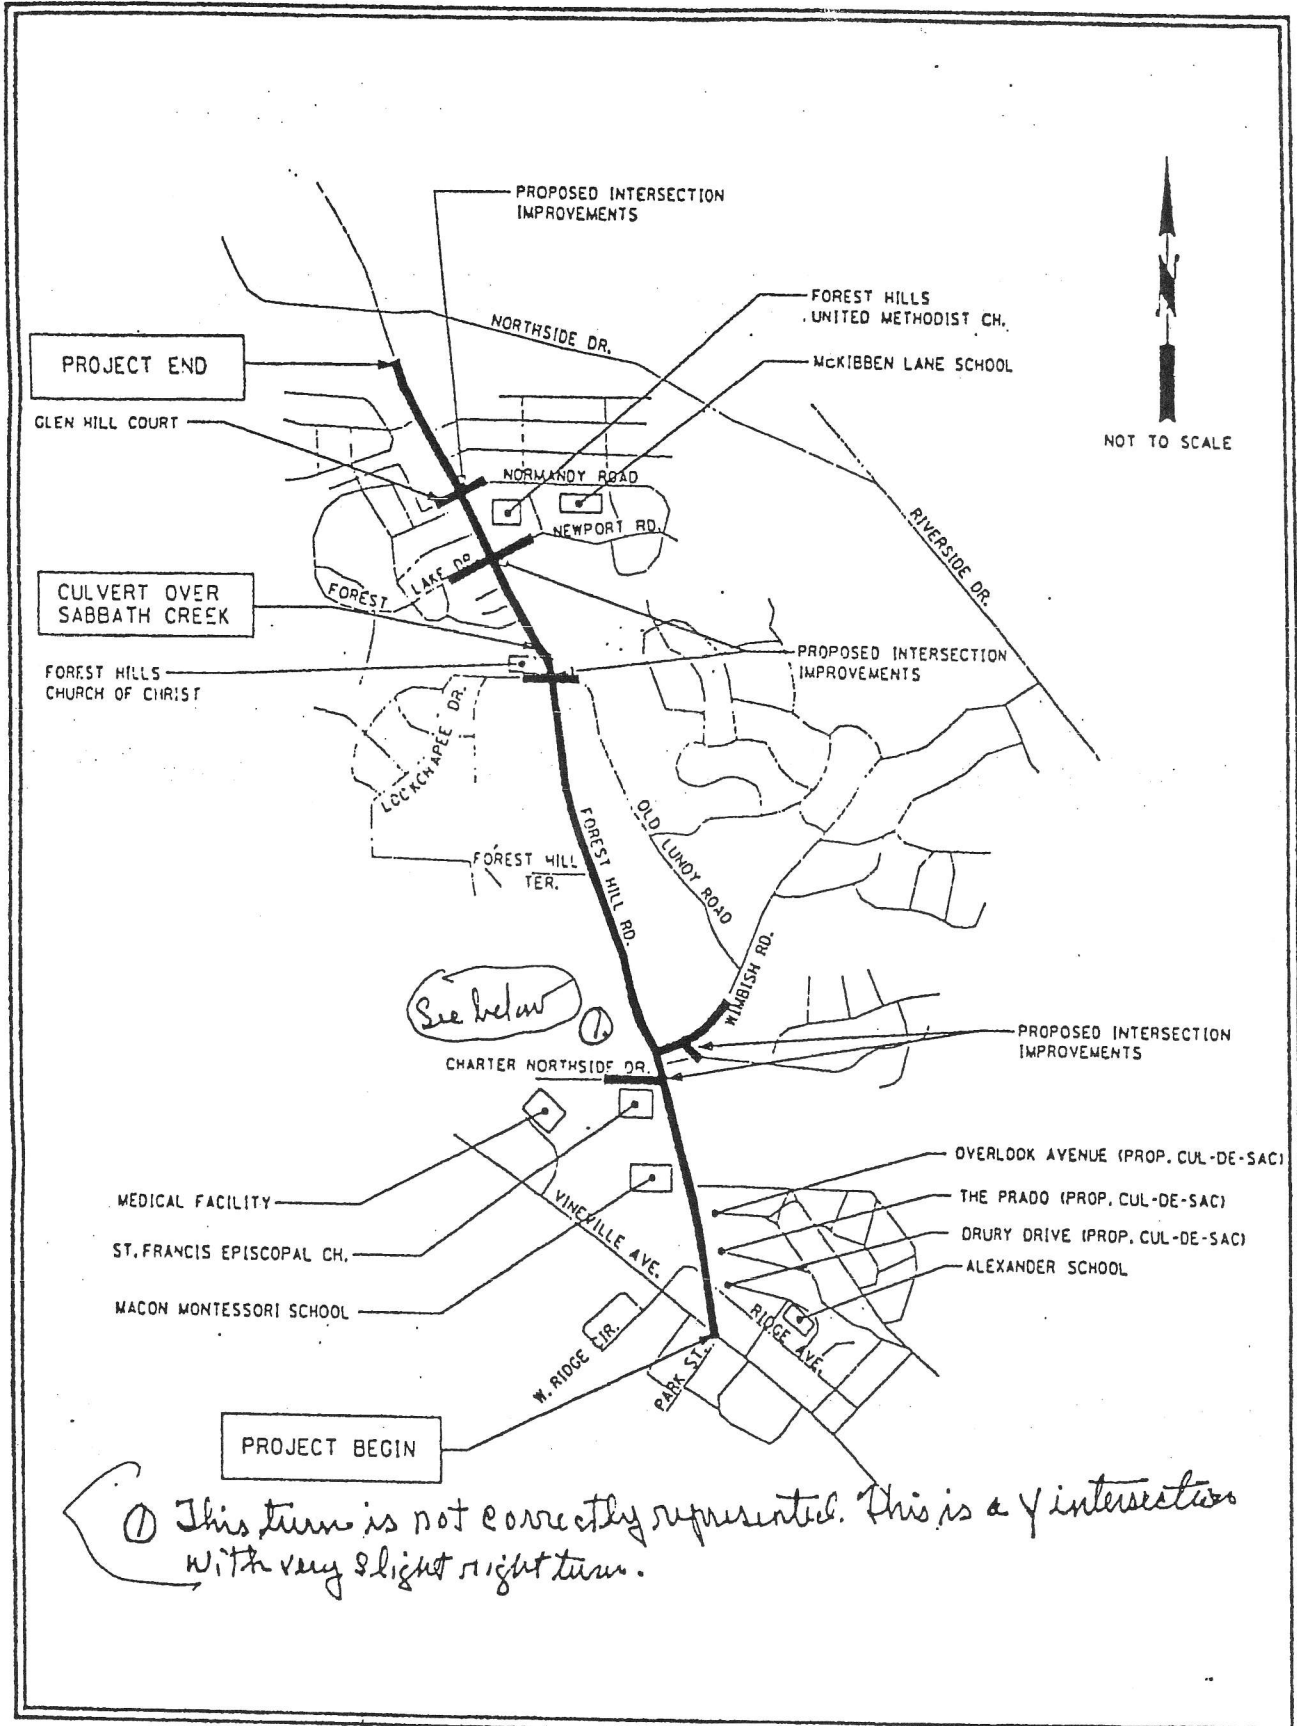 PROPOSED INTERSECTION
IMPROVEMENTS
FOREST HILLS
UNITED METHODIST CH.
NORTHSIDE DR.
PROJECT END
McKIBBEN LANE SCHOOL
GLEN HILL COURT
NOT TO SCALE
N
NORMANDY ROAD
NEWPORT RD.
RIVERSIDE DR.
LAKE DR.
FOREST
CULVERT OVER
SABBATH CREEK
PROPOSED INTERSECTION
IMPROVEMENTS
FOREST HILLS
CHURCH OF CHRIST
LOCKCHAPEE DR.
OLD LUNDY ROAD
FOREST HILL RD.
FOREST HILL
TER.
WIMBISH RD.
See below
1.
PROPOSED INTERSECTION
IMPROVEMENTS
CHARTER NORTHSIDE DR.
OVERLOOK AVENUE (PROP. CUL-DE-SAC)
MEDICAL FACILITY
THE PRADO (PROP. CUL-DE-SAC)
VINEVILLE AVE.
DRURY DRIVE (PROP. CUL-DE-SAC)
ST. FRANCIS EPISCOPAL CH.
ALEXANDER SCHOOL
MACON MONTESSORI SCHOOL
RIDGE AVE.
W. RIDGE CIR.
PARK ST.
PROJECT BEGIN
1 This turn is not correctly represented. This is a Y intersection
with very slight right turn.